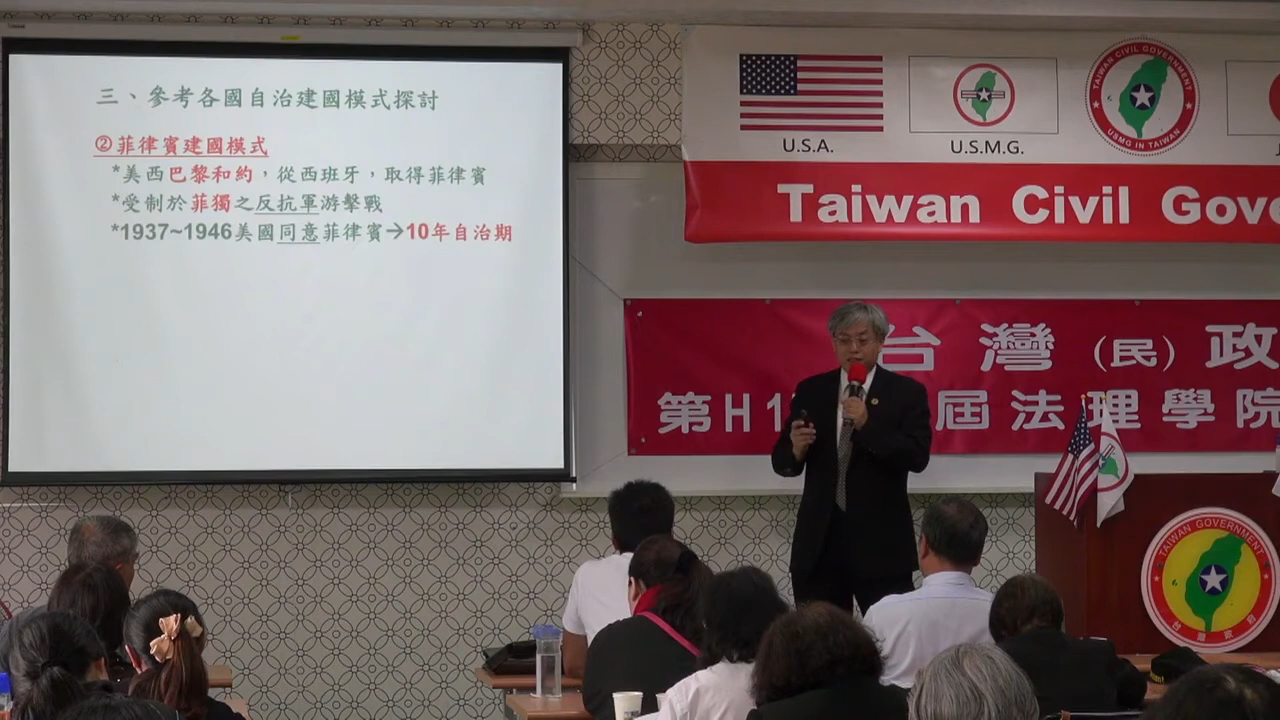 三、參考各國自治建國模式探討
②菲律賓建國模式
*美西巴黎和約，從西班牙，取得菲律賓
*受制於菲獨之反抗軍游擊戰
*1937~1946美國同意菲律賓→10年自治期
U.S.A.
U.S.M.G.
TAIWAN CIVIL GOVERNMENT
USMG IN TAIWAN
Taiwan Civil Gove
台灣（民）政
第H1 屆法理學院
TAIWAN GOVERNMENT
台灣政府